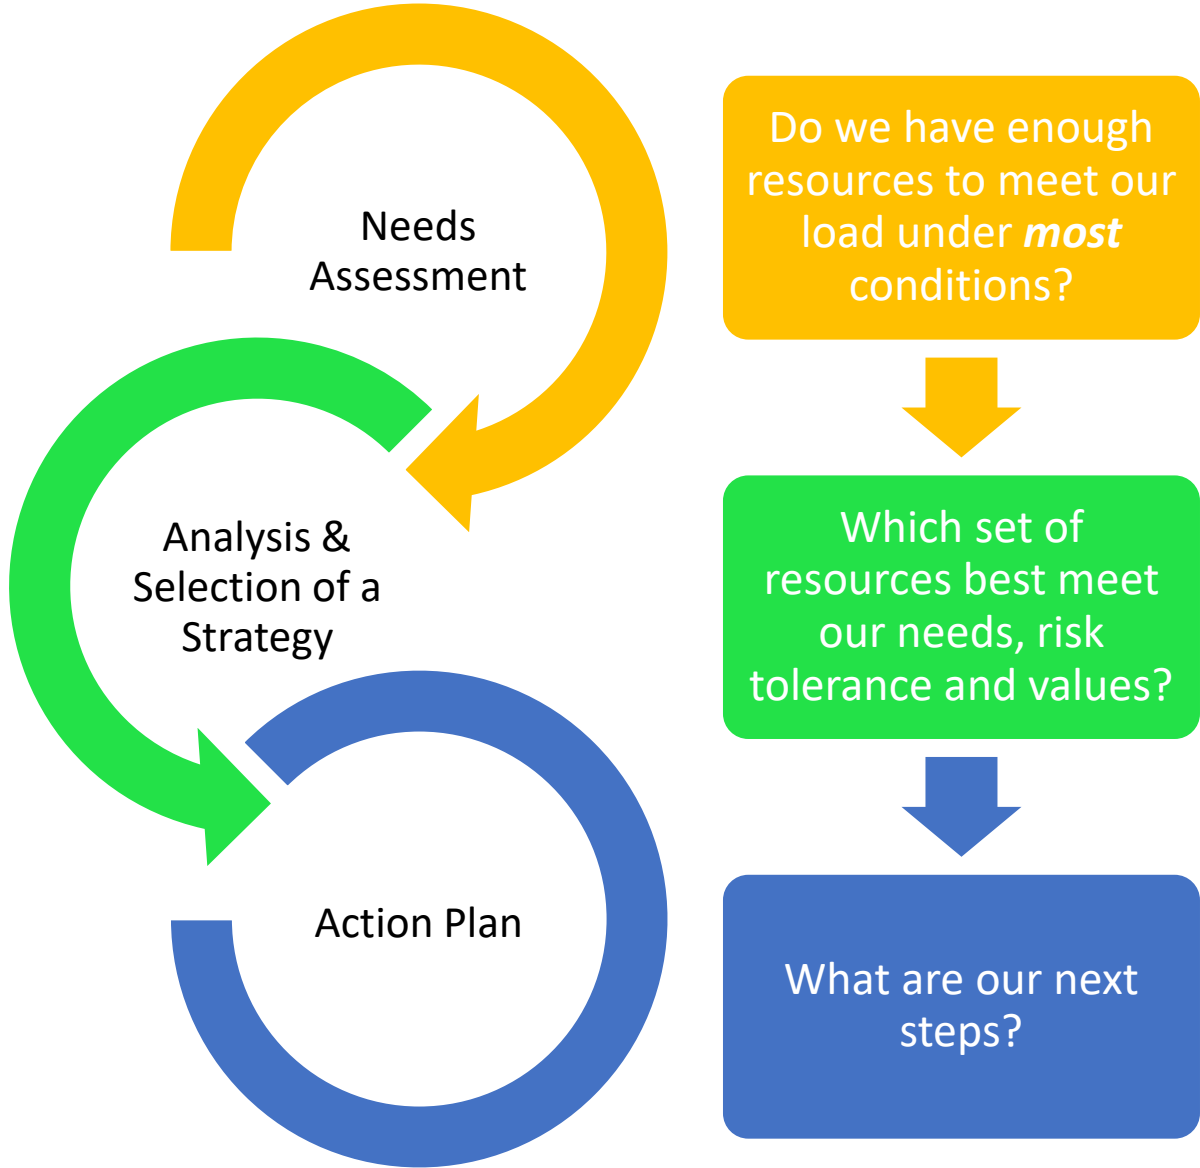 Needs
Assessment
Do we have enough
resources to meet our
load under most
conditions?
Analysis &
Selection of a
Strategy
Which set of
resources best meet
our needs, risk
tolerance and values?
Action Plan
What are our next
steps?